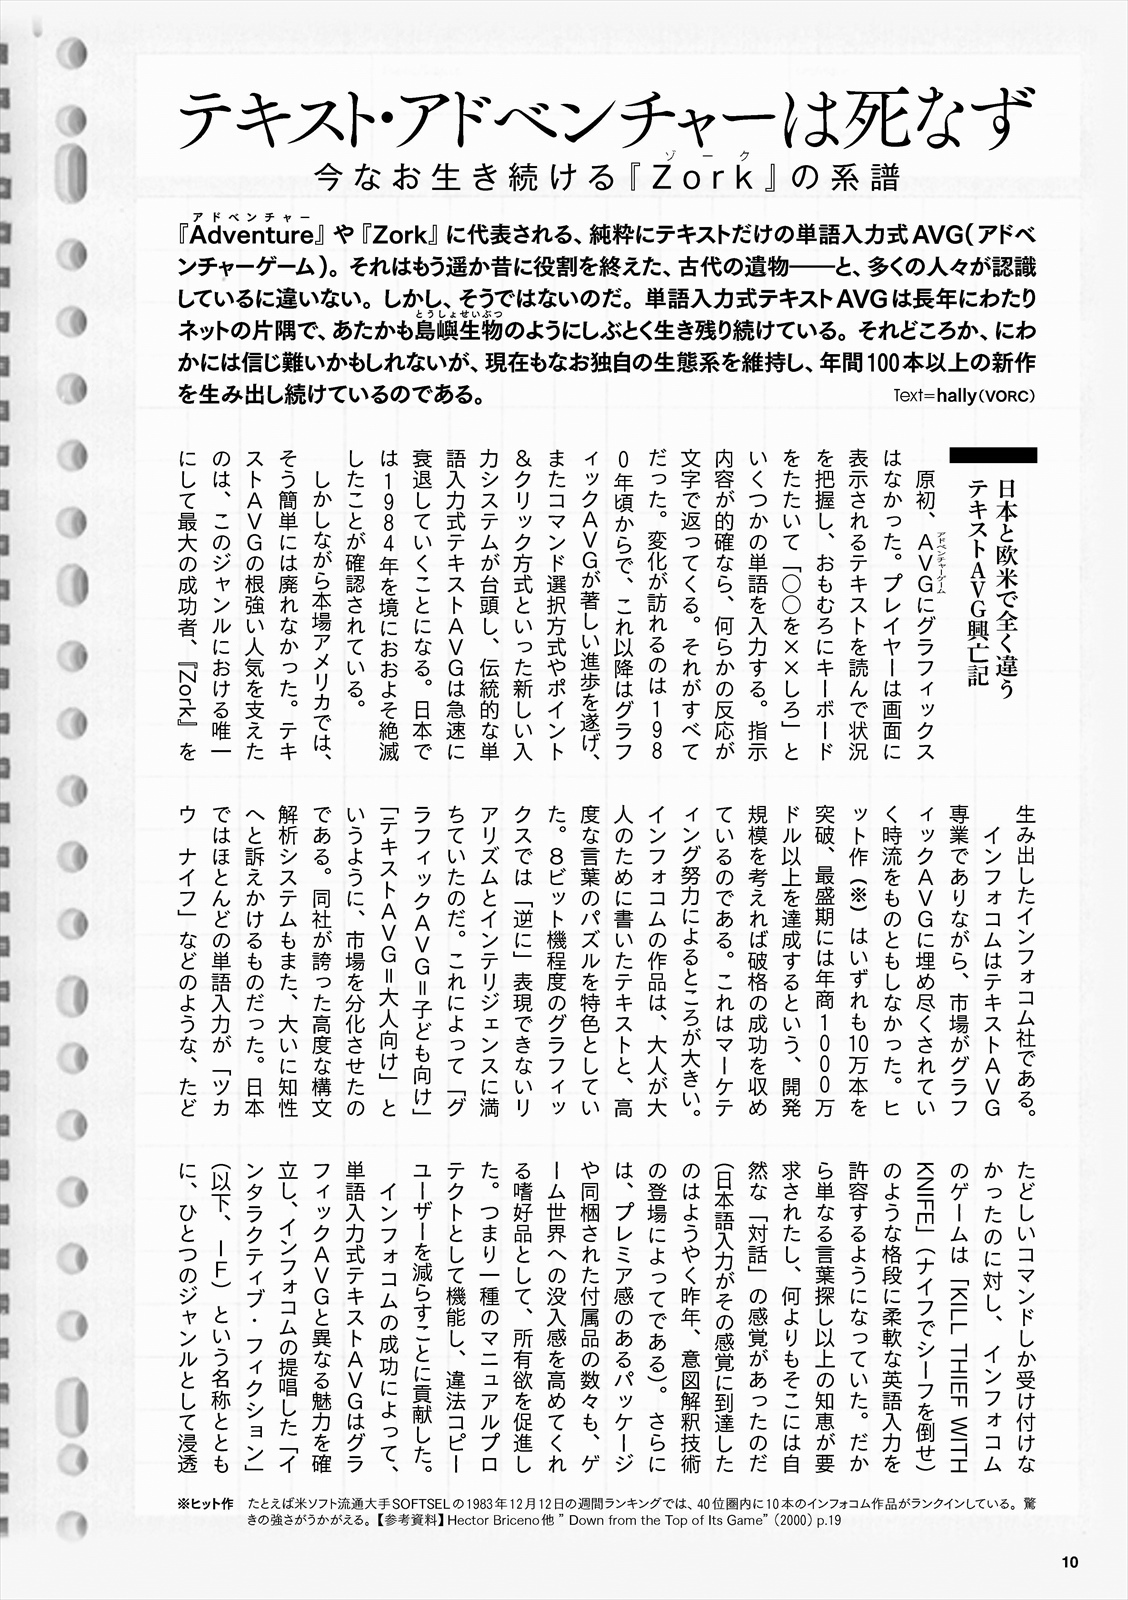 テキスト・アドベンチャーは死なず
ゾーク
今なお生き続ける『Zork』の系譜
アドベンチャー
『Adventure』や『Zork』に代表される、純粋にテキストだけの単語入力式AVG(アドベ
ンチャーゲーム)。それはもう遥か昔に役割を終えた、古代の遺物――と、多くの人々が認識
しているに違いない。しかし、そうではないのだ。単語入力式テキストAVGは長年にわたり
とうしょせいぶつ
ネットの片隅で、あたかも島嶼生物のようにしぶとく生き残り続けている。それどころか、にわ
かには信じ難いかもしれないが、現在もなお独自の生態系を維持し、年間100本以上の新作
を生み出し続けているのである。
Text=hally(VORC)
日本と欧米で全く違う
テキストAVG興亡記
アドベンチャーゲーム
原初、AVGにグラフィックス
はなかった。プレイヤーは画面に
表示されるテキストを読んで状況
を把握し、おもむろにキーボード
をたたいて「○○を××しろ」と
いくつかの単語を入力する。指示
内容が的確なら、何らかの反応が
文字で返ってくる。それがすべて
だった。変化が訪れるのは198
0年頃からで、これ以降はグラフ
ィックAVGが著しい進歩を遂げ、
またコマンド選択方式やポイント
&クリック方式といった新しい入
力システムが台頭し、伝統的な単
語入力式テキストAVGは急速に
衰退していくことになる。日本で
は1984年を境におおよそ絶滅
したことが確認されている。
しかしながら本場アメリカでは、
そう簡単には廃れなかった。テキ
ストAVGの根強い人気を支えた
のは、このジャンルにおける唯一
にして最大の成功者、『Zork』を
生み出したインフォコム社である。
インフォコムはテキストAVG
専業でありながら、市場がグラフ
ィックAVGに埋め尽くされてい
く時流をものともしなかった。ヒ
ット作(※)はいずれも10万本を
突破、最盛期には年商1000万
ドル以上を達成するという、開発
規模を考えれば破格の成功を収め
ているのである。これはマーケテ
ィング努力によるところが大きい。
インフォコムの作品は、大人が大
人のために書いたテキストと、高
度な言葉のパズルを特色としてい
た。8ビット機程度のグラフィッ
クスでは「逆に」表現できないリ
アリズムとインテリジェンスに満
ちていたのだ。これによって「グ
ラフィックAVG=子ども向け」
「テキストAVG=大人向け」と
いうように、市場を分化させたの
である。同社が誇った高度な構文
解析システムもまた、大いに知性
へと訴えかけるものだった。日本
ではほとんどの単語入力が「ツカ
ウ ナイフ」などのような、たど
たどしいコマンドしか受け付けな
かったのに対し、インフォコム
のゲームは「KILL THIEF WITH
KNIFE」(ナイフでシーフを倒せ)
のような格段に柔軟な英語入力を
許容するようになっていた。だか
ら単なる言葉探し以上の知恵が要
求されたし、何よりもそこには自
然な「対話」の感覚があったのだ
(日本語入力がその感覚に到達した
のはようやく昨年、意図解釈技術
の登場によってである)。さらに
は、プレミア感のあるパッケージ
や同梱された付属品の数々も、ゲ
ーム世界への没入感を高めてくれ
る嗜好品として、所有欲を促進し
た。つまり一種のマニュアルプロ
テクトとして機能し、違法コピー
ユーザーを減らすことに貢献した。
インフォコムの成功によって、
単語入力式テキストAVGはグラ
フィックAVGと異なる魅力を確
立し、インフォコムの提唱した「イ
ンタラクティブ・フィクション」
(以下、IF)という名称ととも
に、ひとつのジャンルとして浸透
※ヒット作 たとえば米ソフト流通大手SOFTSELの1983年12月12日の週間ランキングでは、40位圏内に10本のインフォコム作品がランクインしている。驚
きの強さがうかがえる。【参考資料】Hector Briceno他 " Down from the Top of Its Game"(2000) p.19
10